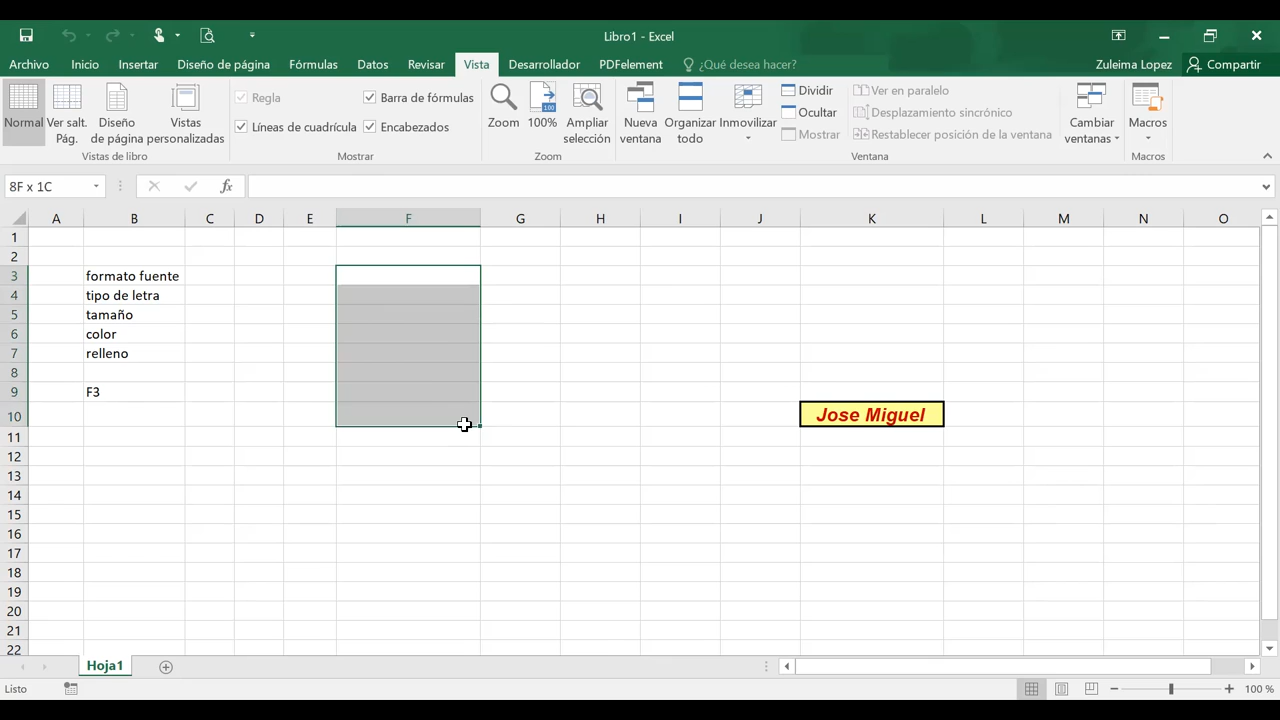 Libro1 - Excel
Archivo Inicio Insertar Diseño de página Fórmulas Datos Revisar Vista Desarrollador PDFelement ¿Qué desea hacer? Zuleima Lopez Compartir
Normal Ver salt. Pág. Diseño de página Vistas personalizadas
Vistas de libro
Regla
Líneas de cuadrícula Encabezados
Mostrar
Zoom 100% Ampliar selección
Zoom
Nueva ventana Organizar todo Inmovilizar
Dividir
Ocultar
Mostrar
Ver en paralelo
Desplazamiento sincrónico
Restablecer posición de la ventana
Cambiar ventanas
Ventana
Macros
Macros
8F x 1C fx
A B C D E F G H I J K L M N O
1
2
3 formato fuente
4 tipo de letra
5 tamaño
6 color
7 relleno
8
9 F3
10 Jose Miguel
11
12
13
14
15
16
17
18
19
20
21
22
Hoja1
Listo 100 %